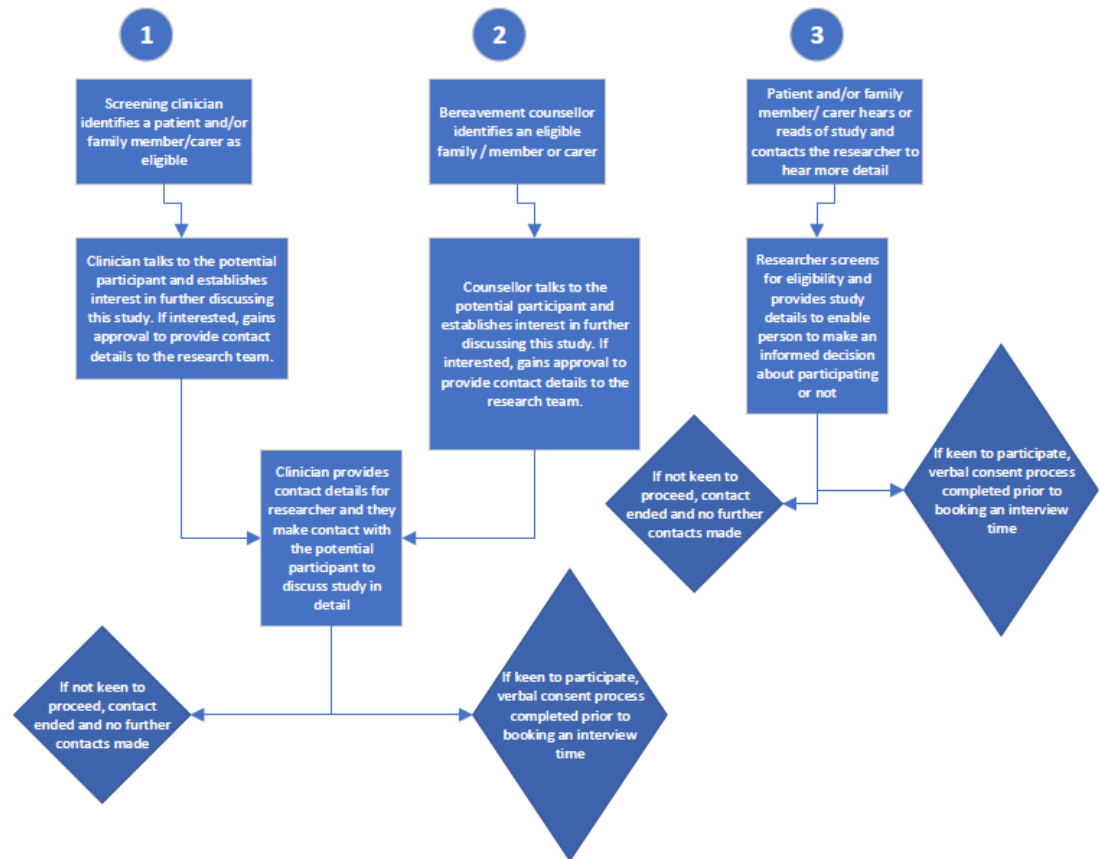 1
2
3
Screening clinician
identifies a patient and/or
family member/carer as
eligible
Bereavement counsellor
identifies an eligible
family / member or carer
Patient and/or family
member/ carer hears or
reads of study and
contacts the researcher to
hear more detail
Clinician talks to the potential
participant and establishes
interest in further discussing
this study. If interested, gains
approval to provide contact
details to the research team.
Counsellor talks to the
potential participant and
establishes interest in further
discussing this study. If
interested, gains approval to
provide contact details to the
research team.
Researcher screens
for eligibility and
provides study
details to enable
person to make an
informed decision
about participating
or not
Clinician provides
contact details for
researcher and they
make contact with
the potential
participant to
discuss study in
detail
If not keen to
proceed, contact
ended and no further
contacts made
If keen to participate,
verbal consent process
completed prior to
booking an interview
time
If not keen to
proceed, contact
ended and no further
contacts made
If keen to participate,
verbal consent process
completed prior to
booking an interview
time